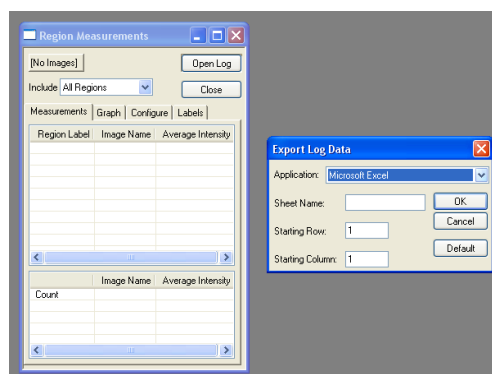 Region Measurements
[No Images]
Open Log
Include All Regions
Close
Measurements Graph Configure Labels
Region Label Image Name Average Intensity
Image Name Average Intensity
Count
Export Log Data
Application: Microsoft Excel
Sheet Name:
OK
Cancel
Starting Row: 1
Default
Starting Column: 1